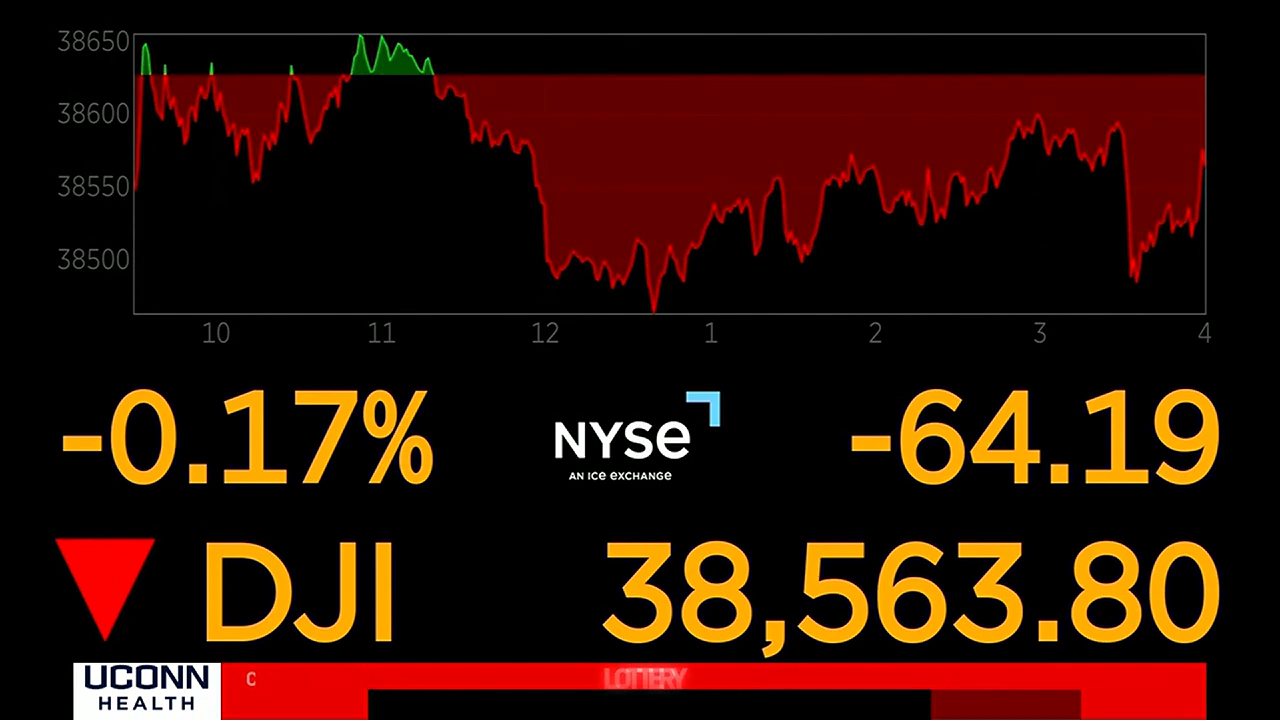 38650
38600
38550
38500
10 11 12 1 2 3 4
-0.17% NYSE -64.19
AN ICE EXCHANGE
DJI 38,563.80
UCONN
HEALTH
C LOTTERY